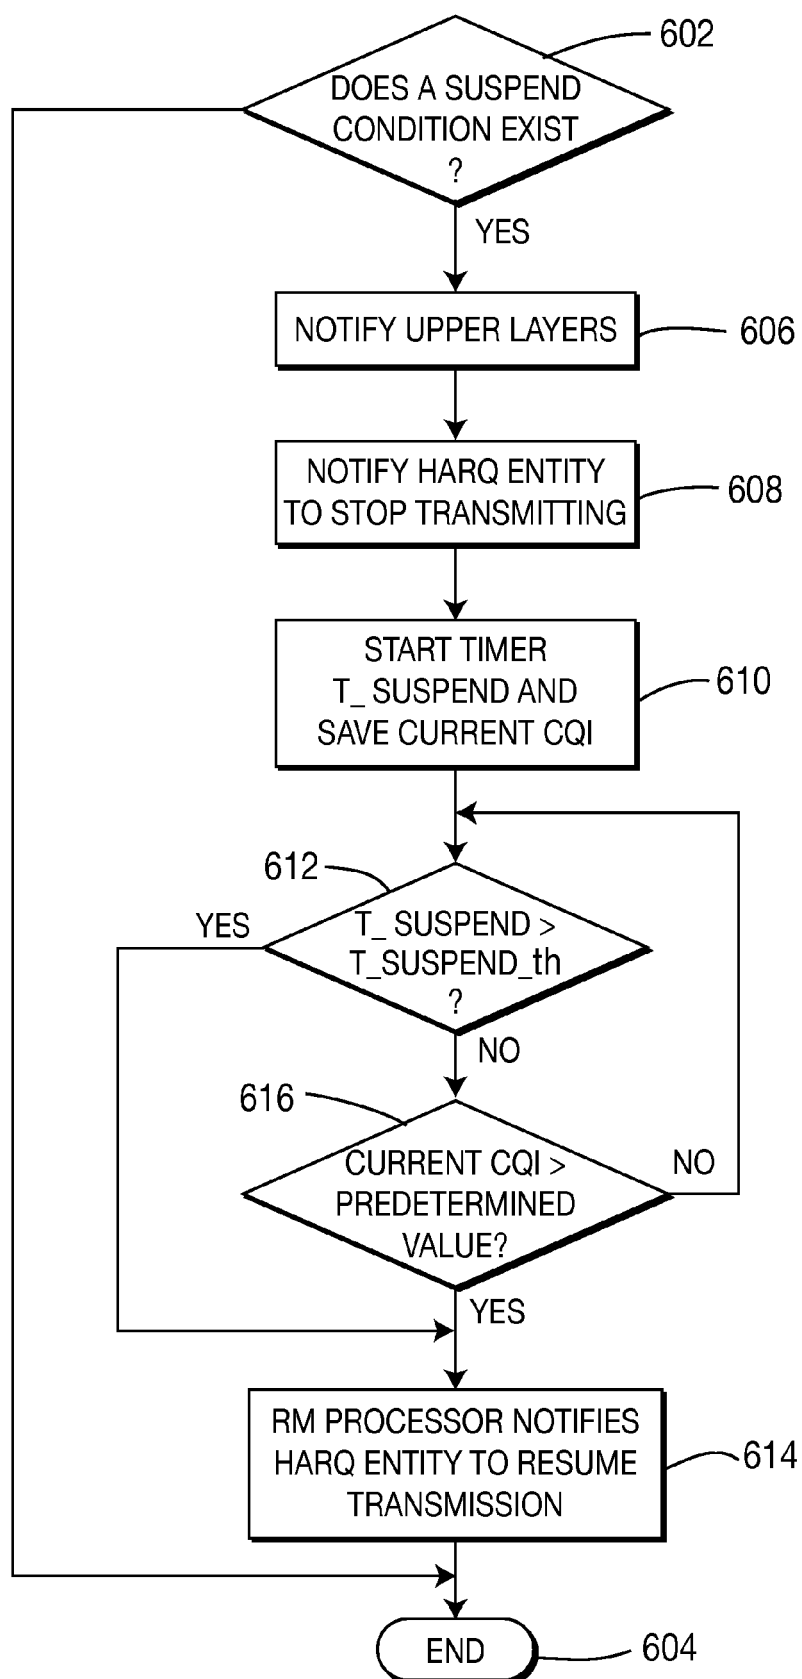 602
DOES A SUSPEND
CONDITION EXIST
?
YES
NOTIFY UPPER LAYERS
606
NOTIFY HARQ ENTITY
TO STOP TRANSMITTING
608
START TIMER
T_ SUSPEND AND
SAVE CURRENT CQI
610
612
YES
T_ SUSPEND >
T_SUSPEND_th
?
NO
616
CURRENT CQI >
PREDETERMINED
VALUE?
NO
YES
RM PROCESSOR NOTIFIES
HARQ ENTITY TO RESUME
TRANSMISSION
614
END
604